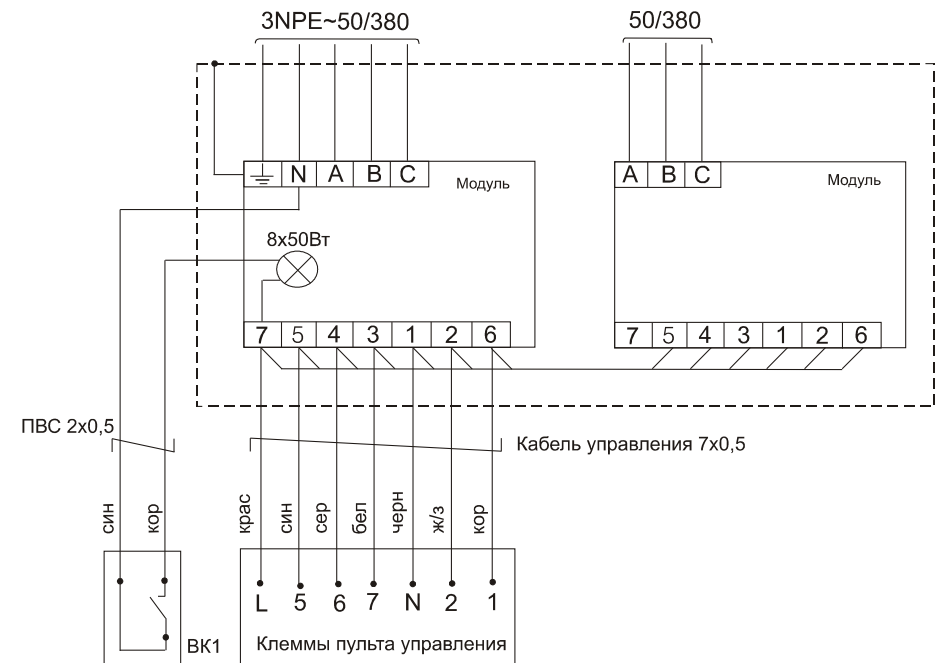 3NPE~50/380
50/380
N A B C
Модуль
A B C
Модуль
8x50Вт
7 5 4 3 1 2 6
7 5 4 3 1 2 6
ПВС 2x0,5
Кабель управления 7x0,5
син
кор
крас
син
сер
бел
черн
ж/з
кор
L 5 6 7 N 2 1
ВК1
Клеммы пульта управления